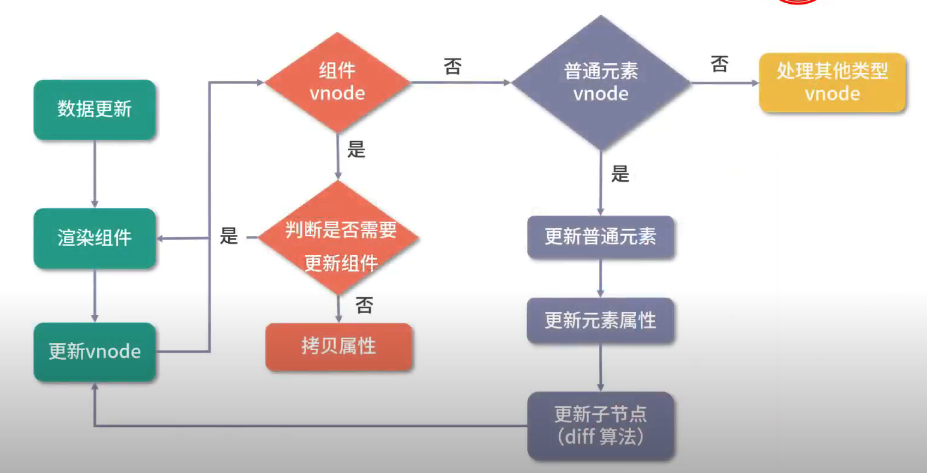 数据更新
渲染组件
更新vnode
组件
vnode
否
是
判断是否需要
更新组件
是
否
拷贝属性
普通元素
vnode
否
处理其他类型
vnode
是
更新普通元素
更新元素属性
更新子节点
（diff 算法）